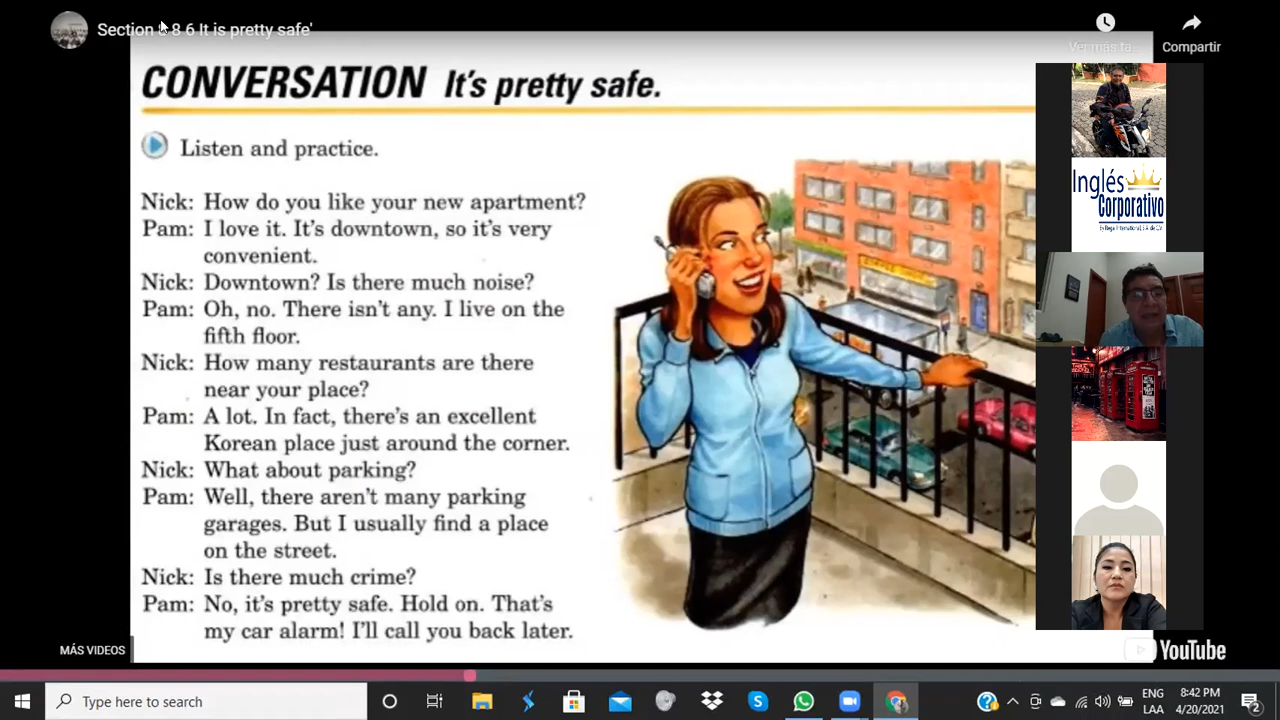 Section 8 8 6 It is pretty safe'
Ver más ta
Compartir
CONVERSATION It's pretty safe.
Listen and practice.
Nick: How do you like your new apartment?
Pam: I love it. It's downtown, so it's very
convenient.
Nick: Downtown? Is there much noise?
Pam: Oh, no. There isn't any. I live on the
fifth floor.
Nick: How many restaurants are there
near your place?
Pam: A lot. In fact, there's an excellent
Korean place just around the corner.
Nick: What about parking?
Pam: Well, there aren't many parking
garages. But I usually find a place
on the street.
Nick: Is there much crime?
Pam: No, it's pretty safe. Hold on. That's
my car alarm! I'll call you back later.
Inglés
Corporativo
MÁS VIDEOS
YouTube
Type here to search
ENG
LAA
8:42 PM
4/20/2021
2